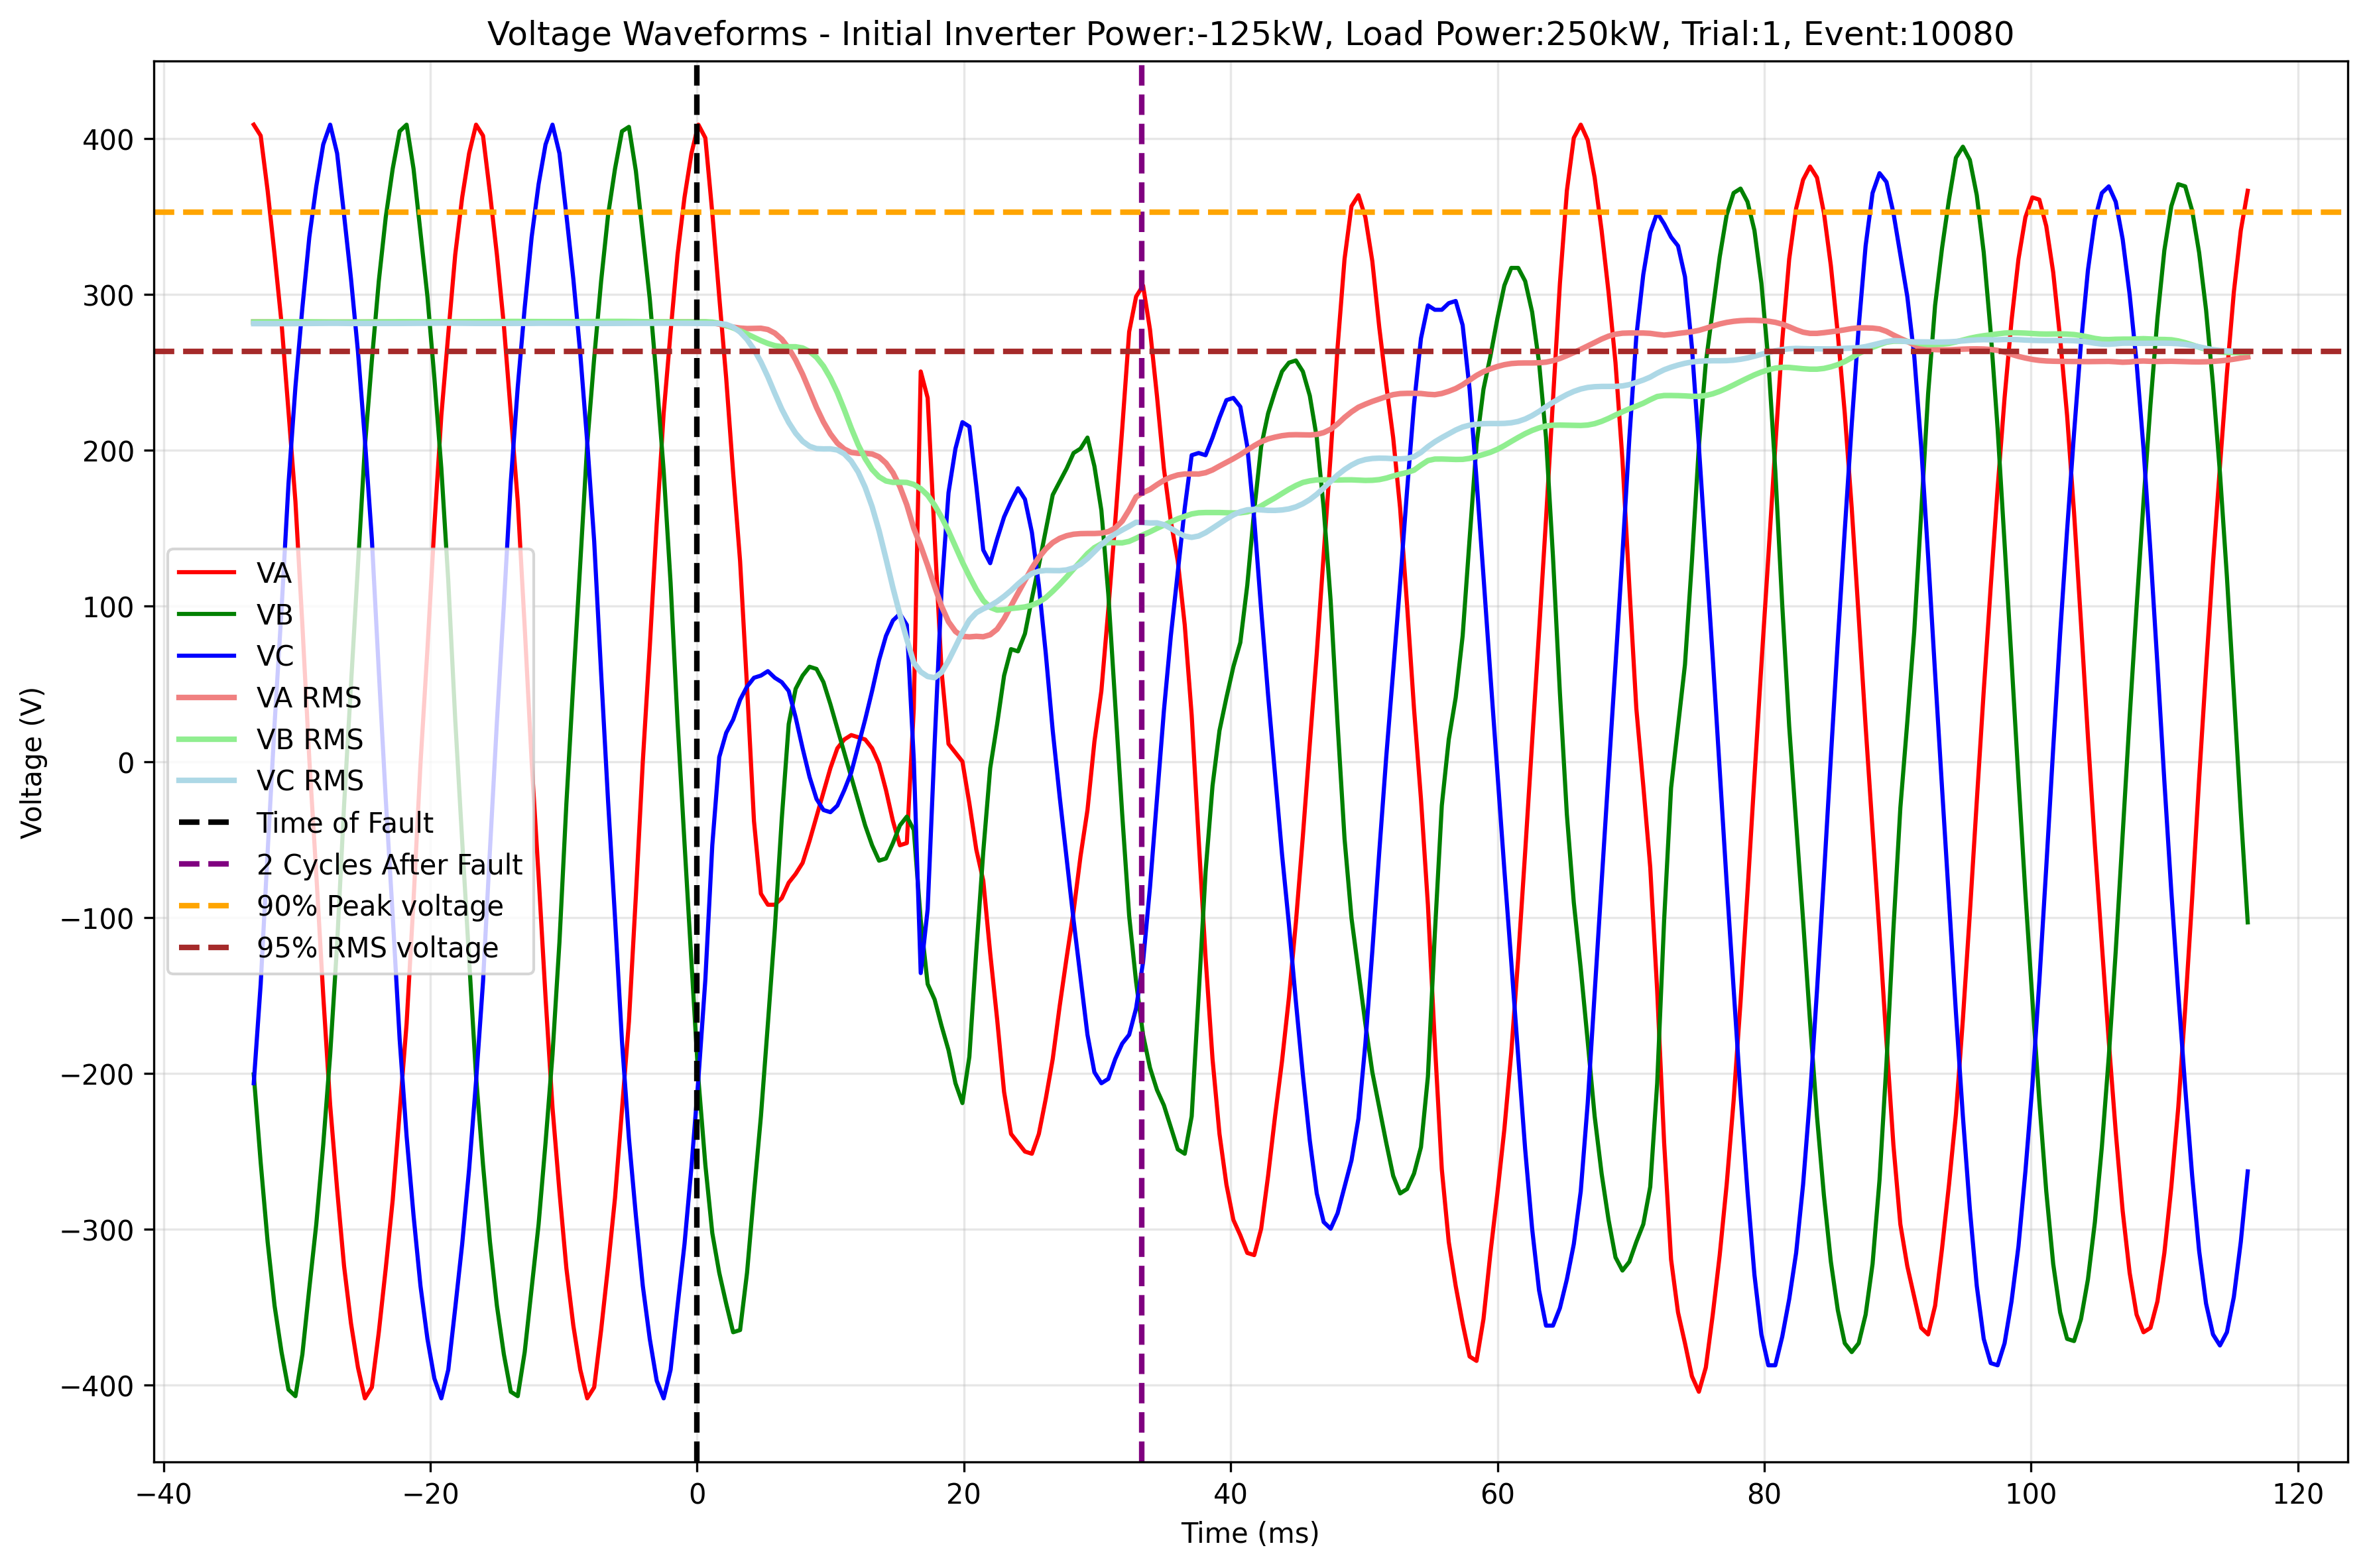 Voltage Waveforms - Initial Inverter Power:-125kW, Load Power:250kW, Trial:1, Event:10080
Voltage (V)
400
300
200
100
0
−100
−200
−300
−400
VA
VB
VC
VA RMS
VB RMS
VC RMS
Time of Fault
2 Cycles After Fault
90% Peak voltage
95% RMS voltage
−40 −20 0 20 40 60 80 100 120
Time (ms)